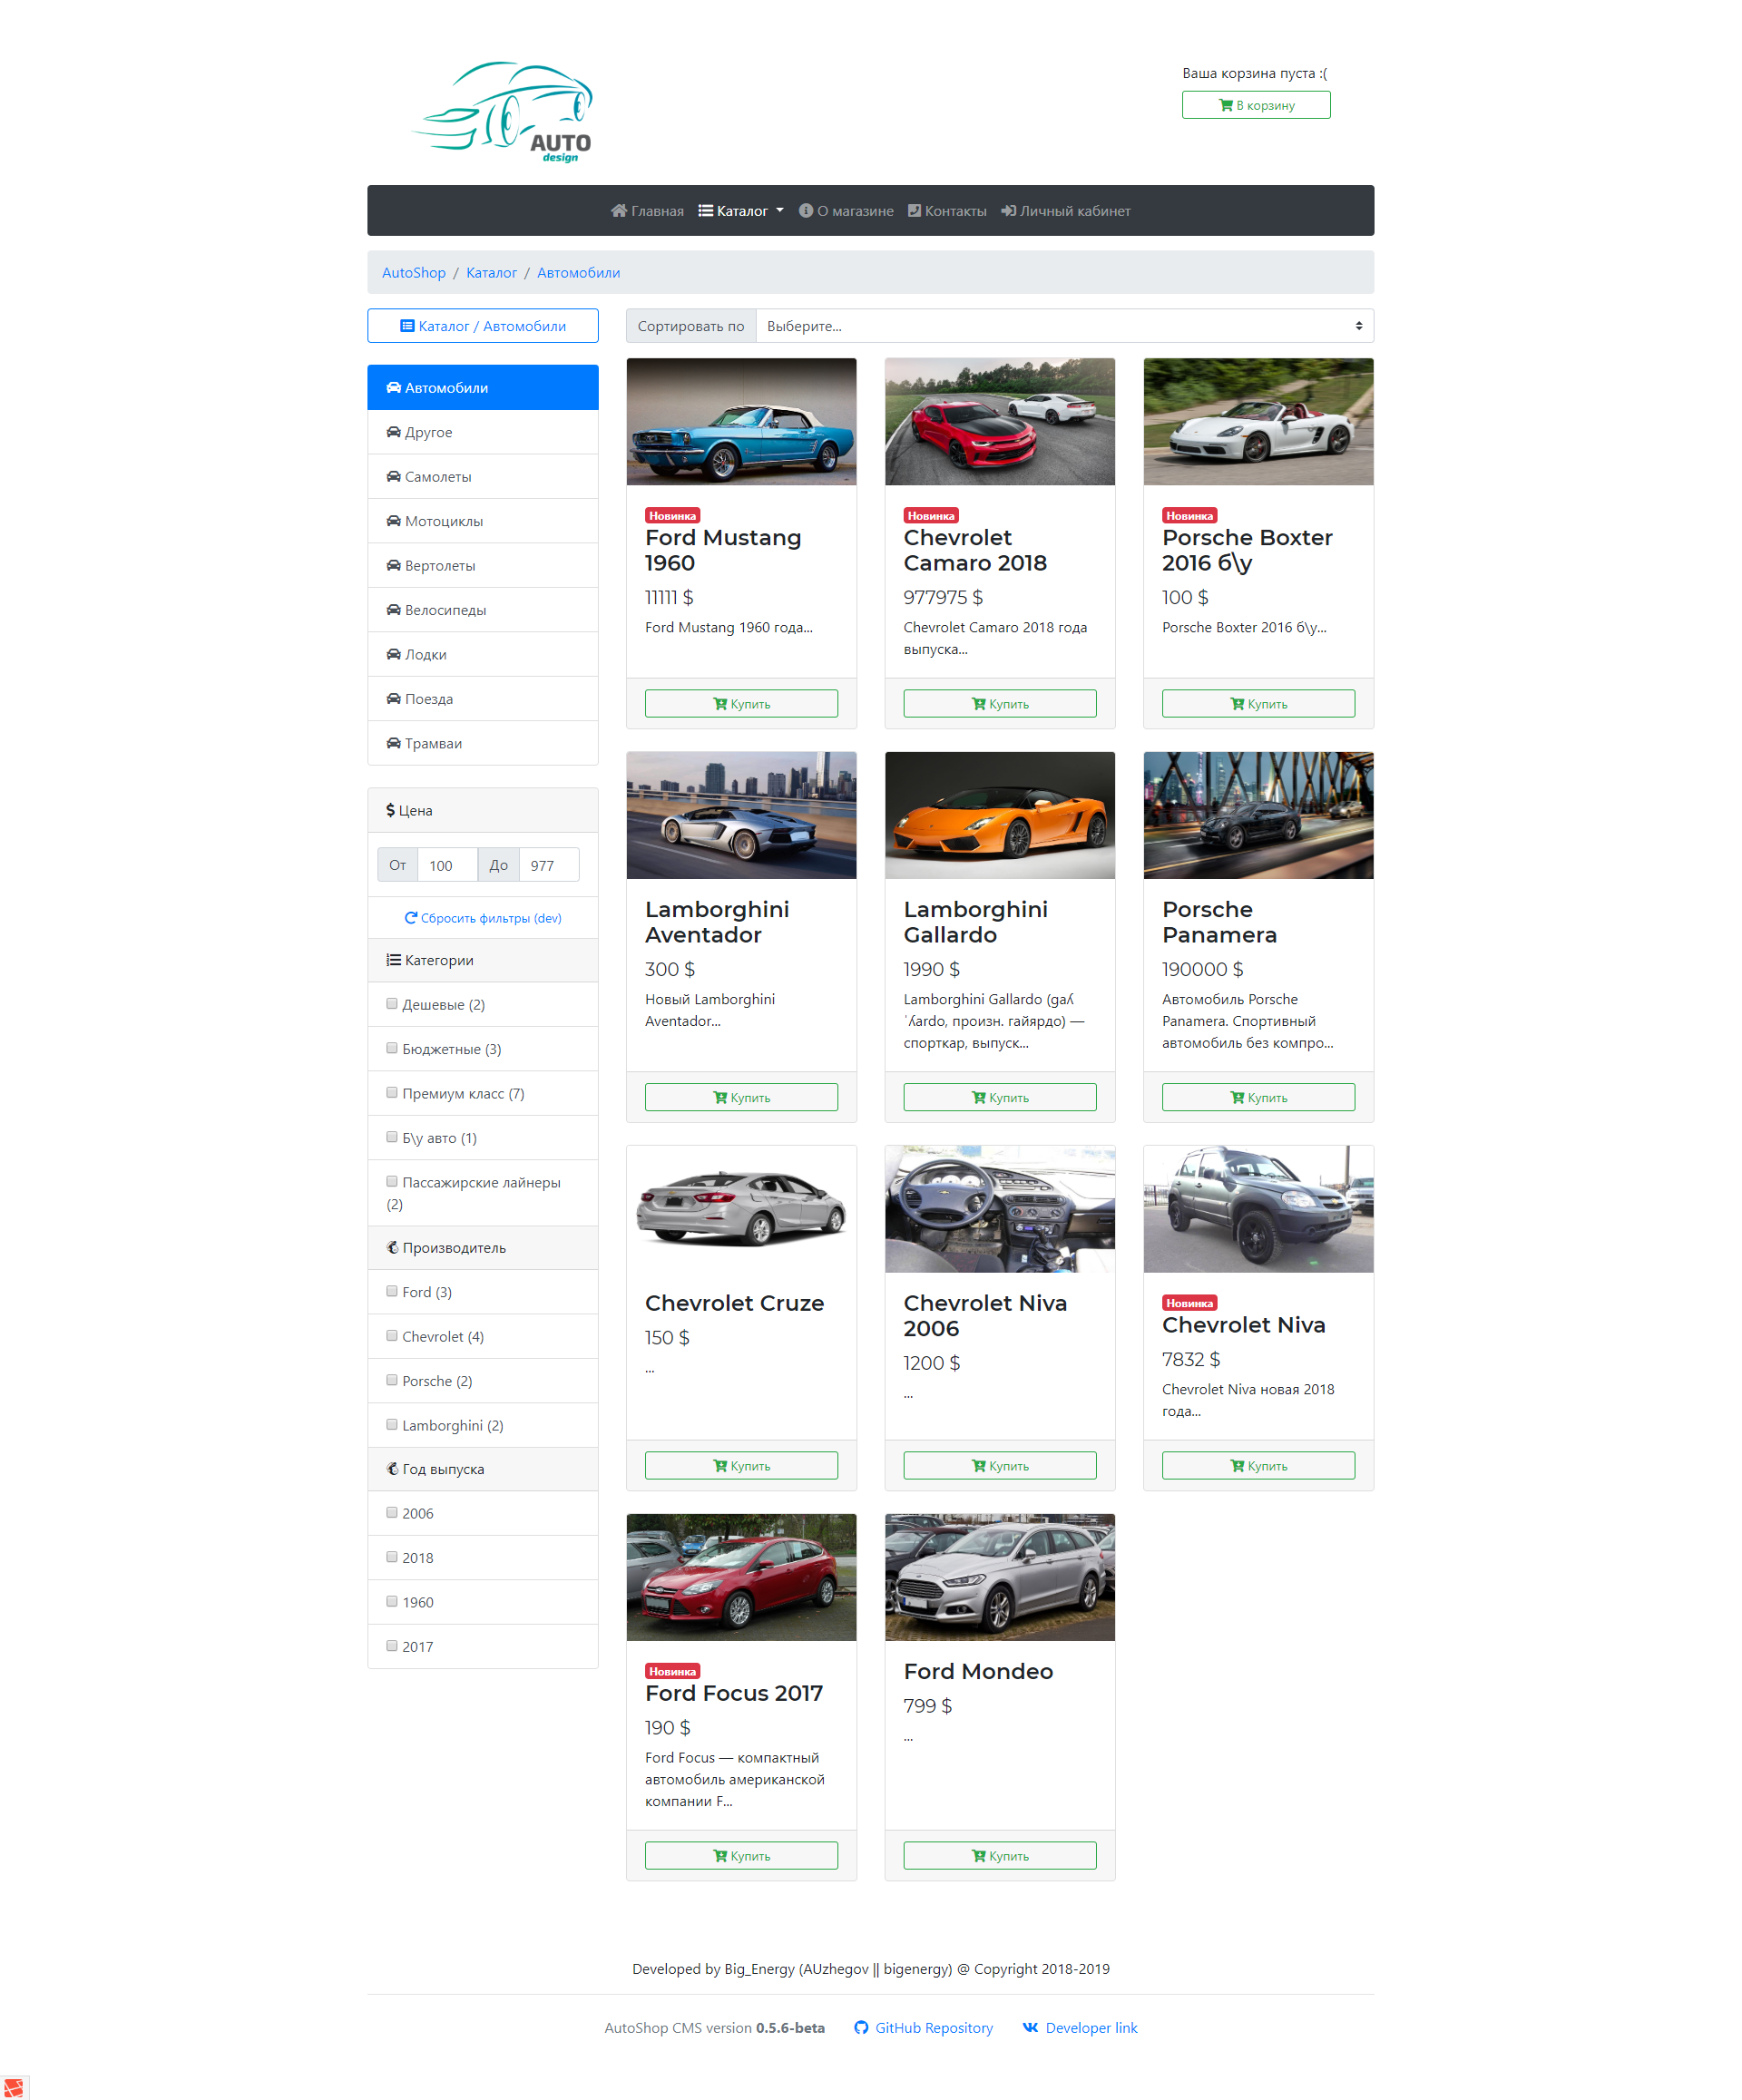 AUTO
design
Ваша корзина пуста :(
В корзину
Главная Каталог О магазине Контакты Личный кабинет
AutoShop / Каталог / Автомобили
Каталог / Автомобили
Сортировать по Выберите...
Автомобили
Другое
Самолеты
Мотоциклы
Вертолеты
Велосипеды
Лодки
Поезда
Трамваи
Цена
От 100 До 977
Сбросить фильтры (dev)
Категории
Дешевые (2)
Бюджетные (3)
Премиум класс (7)
Б\у авто (1)
Пассажирские лайнеры
(2)
Производитель
Ford (3)
Chevrolet (4)
Porsche (2)
Lamborghini (2)
Год выпуска
2006
2018
1960
2017
Новинка
Ford Mustang
1960
11111 $
Ford Mustang 1960 года...
Купить
Новинка
Chevrolet
Camaro 2018
977975 $
Chevrolet Camaro 2018 года
выпуска...
Купить
Новинка
Porsche Boxter
2016 б\у
100 $
Porsche Boxter 2016 б\у...
Купить
Lamborghini
Aventador
300 $
Новый Lamborghini
Aventador...
Купить
Lamborghini
Gallardo
1990 $
Lamborghini Gallardo (gaʎ
ˈʎardo, произн. гайярдо) —
спорткар, выпуск...
Купить
Porsche
Panamera
190000 $
Автомобиль Porsche
Panamera. Спортивный
автомобиль без компро...
Купить
Chevrolet Cruze
150 $
...
Купить
Chevrolet Niva
2006
1200 $
...
Купить
Новинка
Chevrolet Niva
7832 $
Chevrolet Niva новая 2018
года...
Купить
Новинка
Ford Focus 2017
190 $
Ford Focus — компактный
автомобиль американской
компании F...
Купить
Ford Mondeo
799 $
...
Купить
Developed by Big_Energy (AUzhegov || bigenergy) @ Copyright 2018-2019
AutoShop CMS version 0.5.6-beta GitHub Repository Developer link